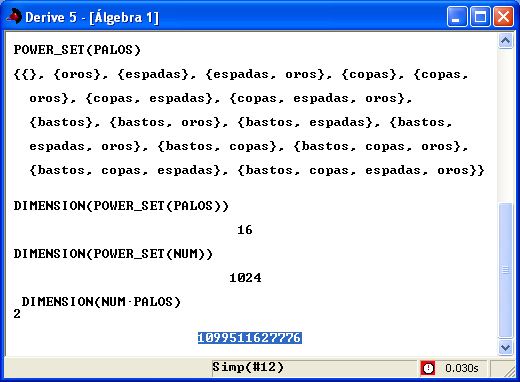 Derive 5 - [Álgebra 1]
POWER_SET(PALOS)
{{}, {oros}, {espadas}, {espadas, oros}, {copas}, {copas,
oros}, {copas, espadas}, {copas, espadas, oros},
{bastos}, {bastos, oros}, {bastos, espadas}, {bastos,
espadas, oros}, {bastos, copas}, {bastos, copas, oros},
{bastos, copas, espadas}, {bastos, copas, espadas, oros}}
DIMENSION(POWER_SET(PALOS))
16
DIMENSION(POWER_SET(NUM))
1024
DIMENSION(NUM·PALOS)
2
1099511627776
Simp(#12)
0.030s